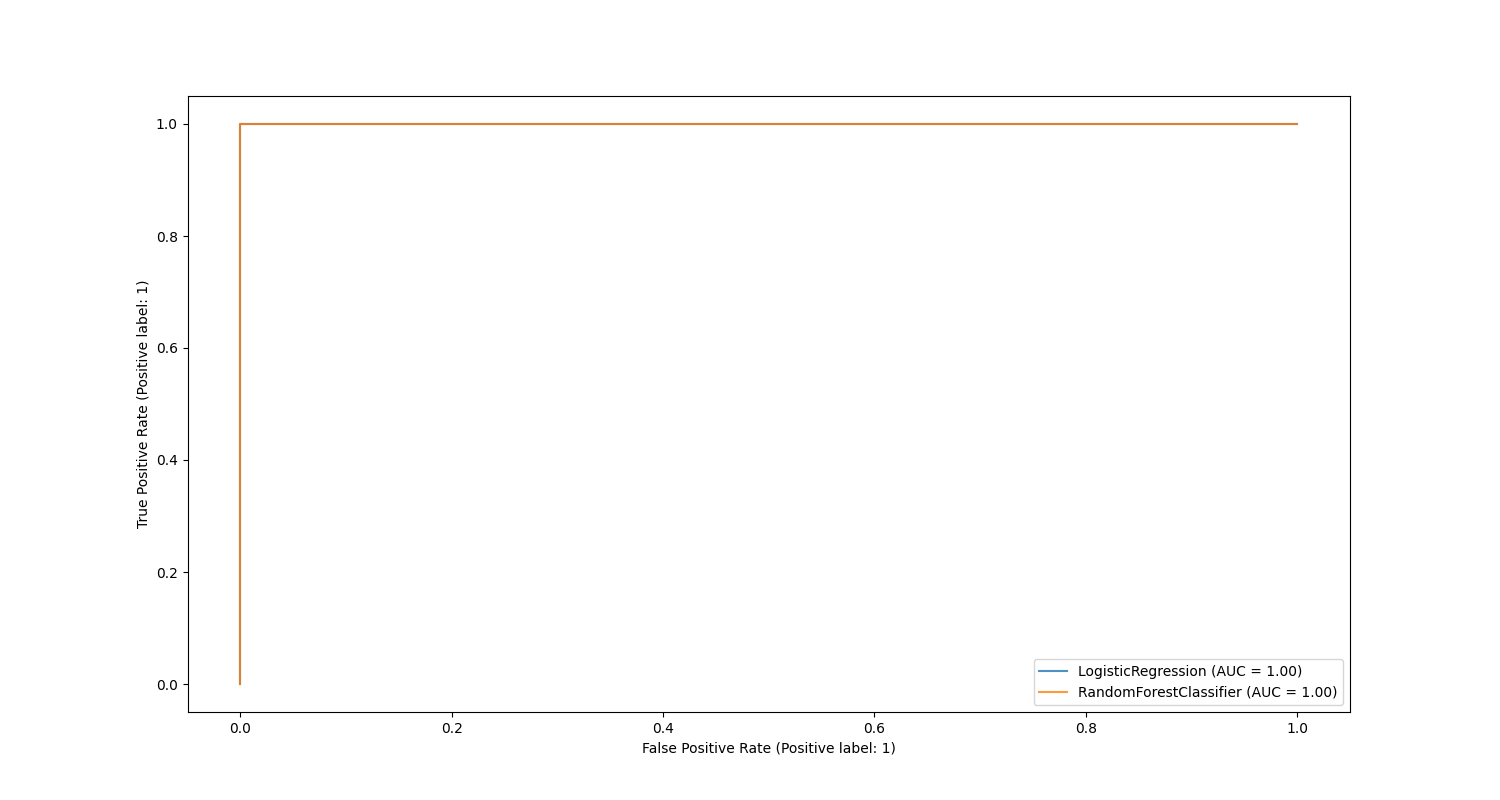 1.0
0.8
0.6
0.4
0.2
0.0
True Positive Rate (Positive label: 1)
LogisticRegression (AUC = 1.00)
RandomForestClassifier (AUC = 1.00)
0.0 0.2 0.4 0.6 0.8 1.0
False Positive Rate (Positive label: 1)